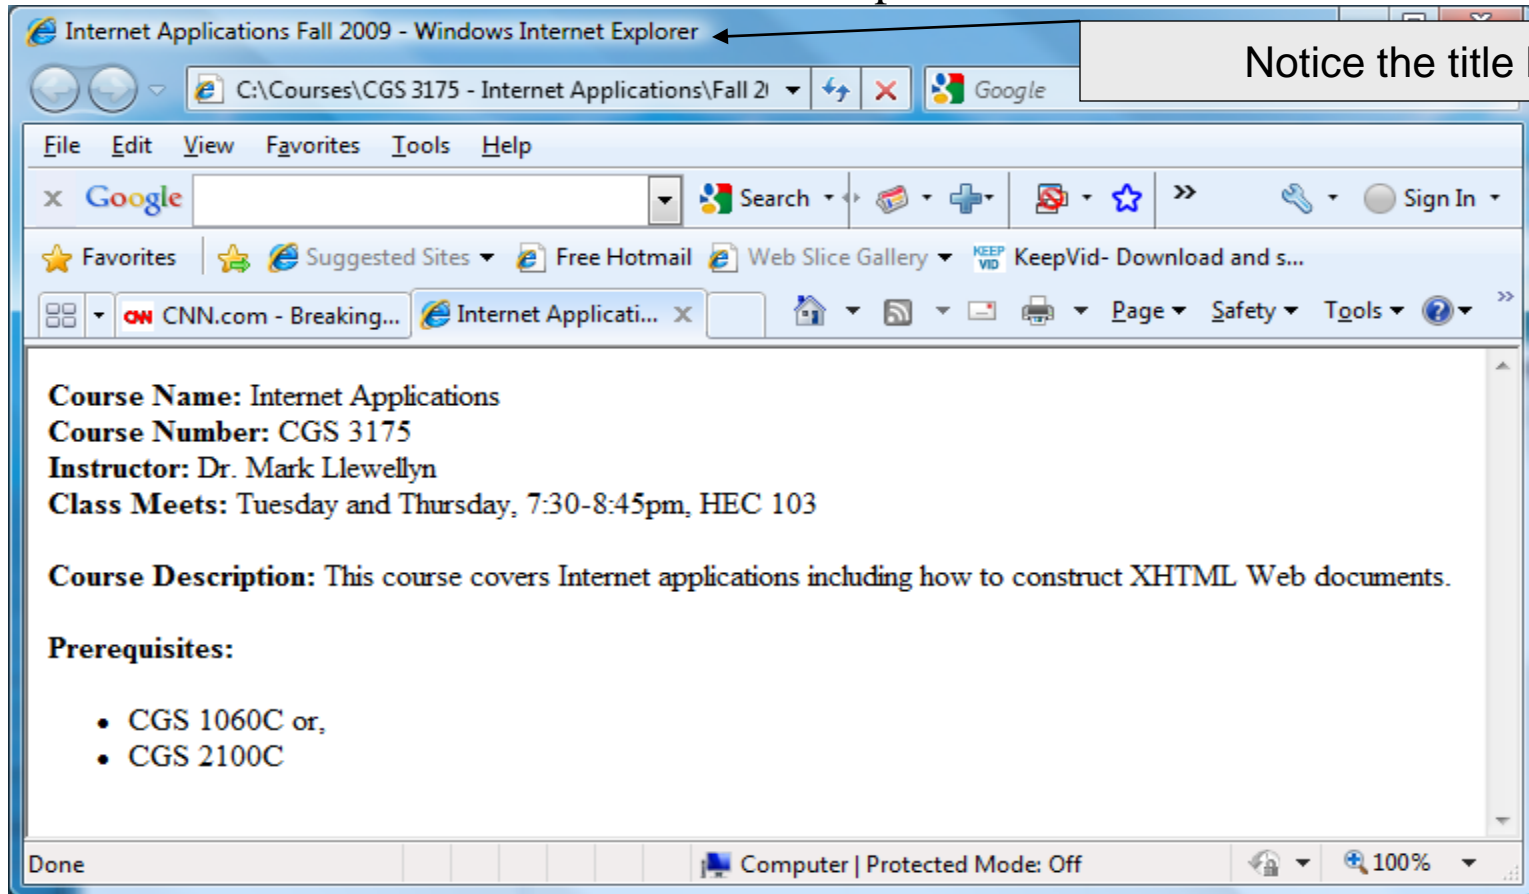 Internet Applications Fall 2009 - Windows Internet Explorer
Notice the title
C:\Courses\CGS 3175 - Internet Applications\Fall 2
Google
File Edit View Favorites Tools Help
x Google Search Sign In
Favorites Suggested Sites Free Hotmail Web Slice Gallery KEEP VID KeepVid- Download and s...
CNN CNN.com - Breaking... Internet Applicati... x Page Safety Tools
Course Name: Internet Applications
Course Number: CGS 3175
Instructor: Dr. Mark Llewellyn
Class Meets: Tuesday and Thursday, 7:30-8:45pm, HEC 103
Course Description: This course covers Internet applications including how to construct XHTML Web documents.
Prerequisites:
• CGS 1060C or,
• CGS 2100C
Done Computer | Protected Mode: Off 100%